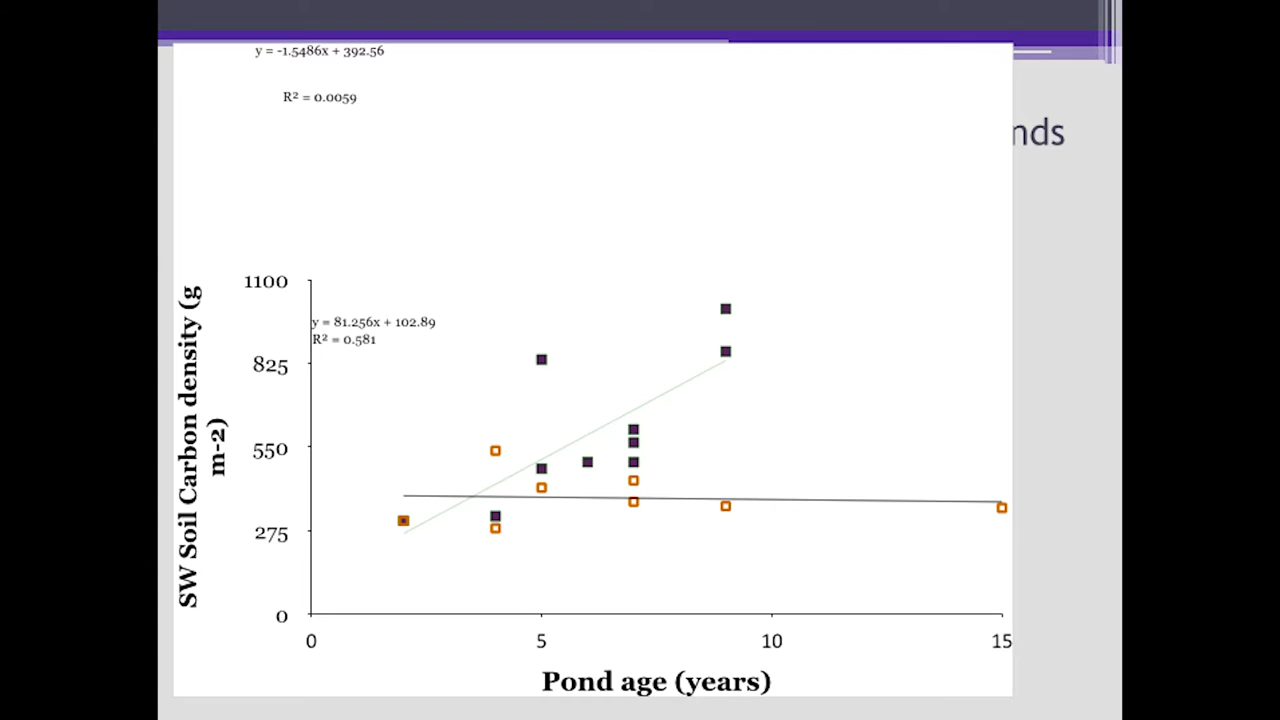 y = -1.5486x + 392.56
R² = 0.0059
nds
1100
y = 81.256x + 102.89
R² = 0.581
825
550
275
0
SW Soil Carbon density (g
m-2)
0
5
10
15
Pond age (years)